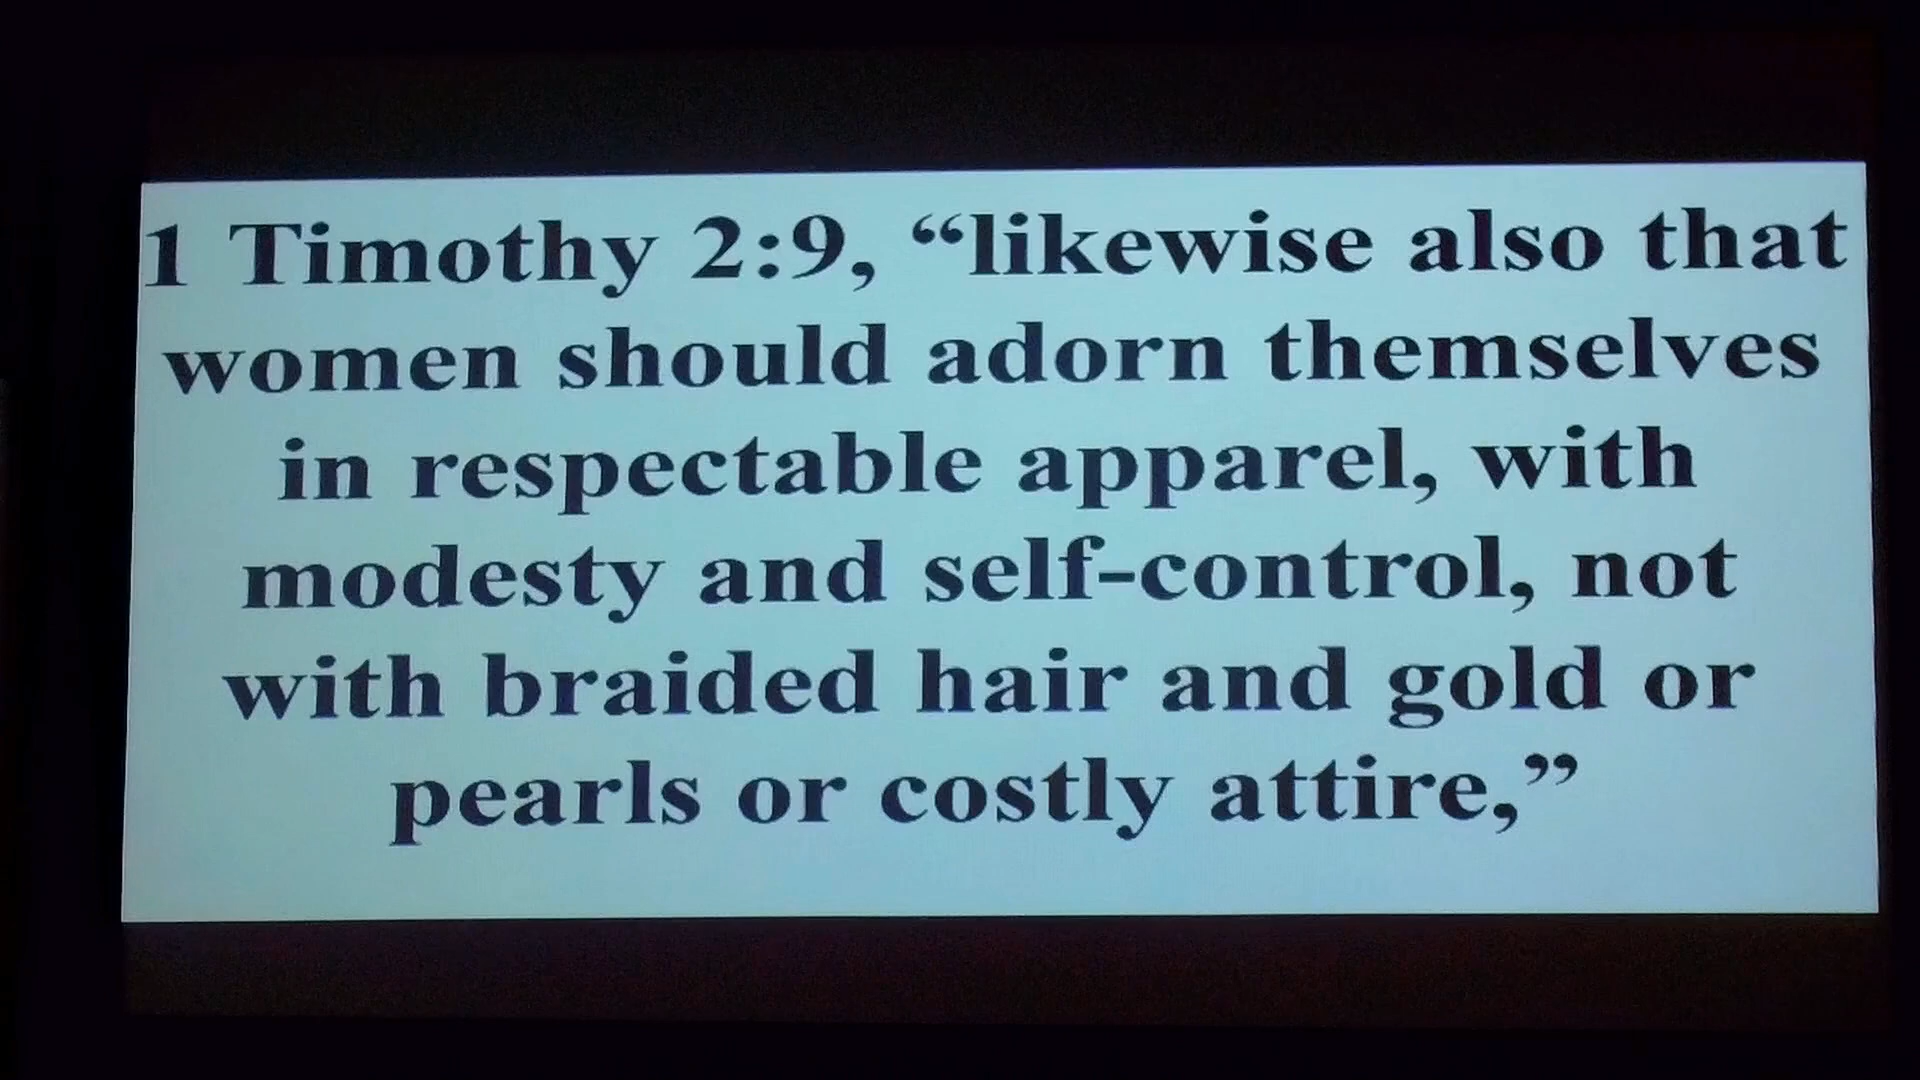 1 Timothy 2:9, “likewise also that
women should adorn themselves
in respectable apparel, with
modesty and self-control, not
with braided hair and gold or
pearls or costly attire,”